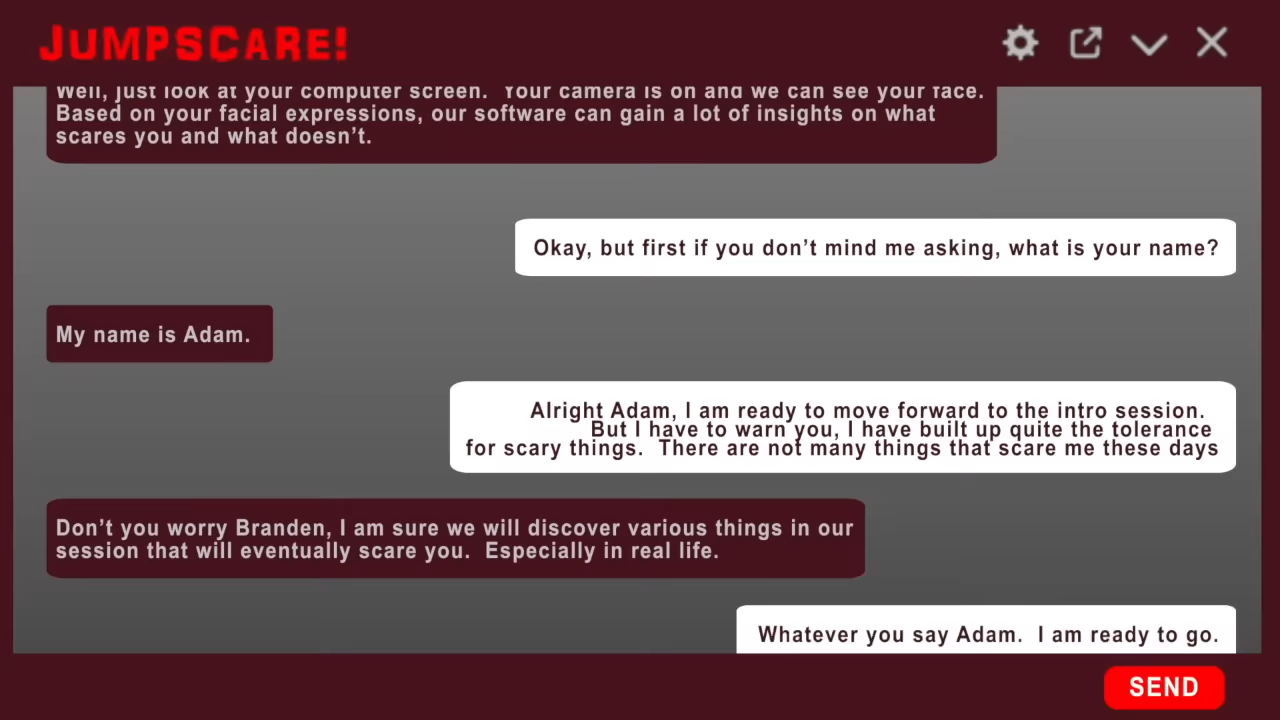 JUMPSCARE!
Well, just look at your computer screen.  Your camera is on and we can see your face.
Based on your facial expressions, our software can gain a lot of insights on what
scares you and what doesn’t.
Okay, but first if you don’t mind me asking, what is your name?
My name is Adam.
Alright Adam, I am ready to move forward to the intro session.
But I have to warn you, I have built up quite the tolerance
for scary things.  There are not many things that scare me these days
Don’t you worry Branden, I am sure we will discover various things in our
session that will eventually scare you.  Especially in real life.
Whatever you say Adam.  I am ready to go.
SEND